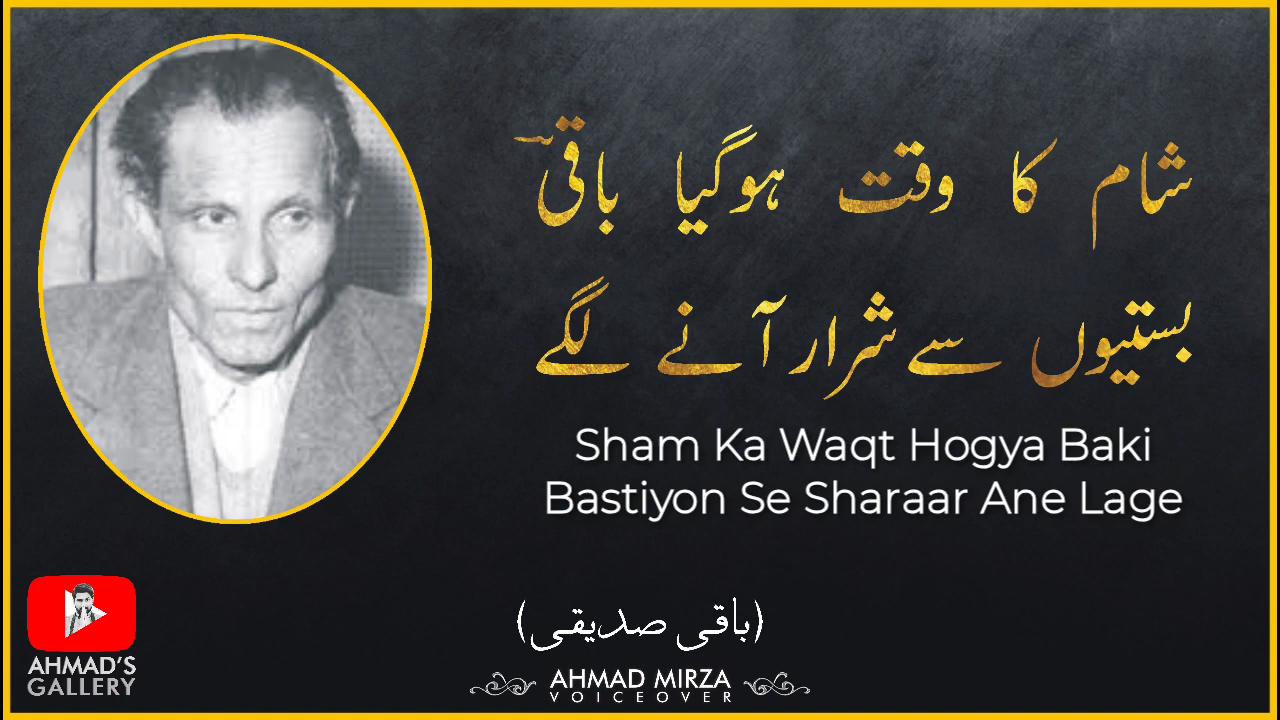 شام کا وقت ہوگیا باقیؔ
بستیوں سے شرار آنے لگے
Sham Ka Waqt Hogya Baki
Bastiyon Se Sharaar Ane Lage
(باقی صدیقی)
AHMAD MIRZA
VOICEOVER
AHMAD'S
GALLERY